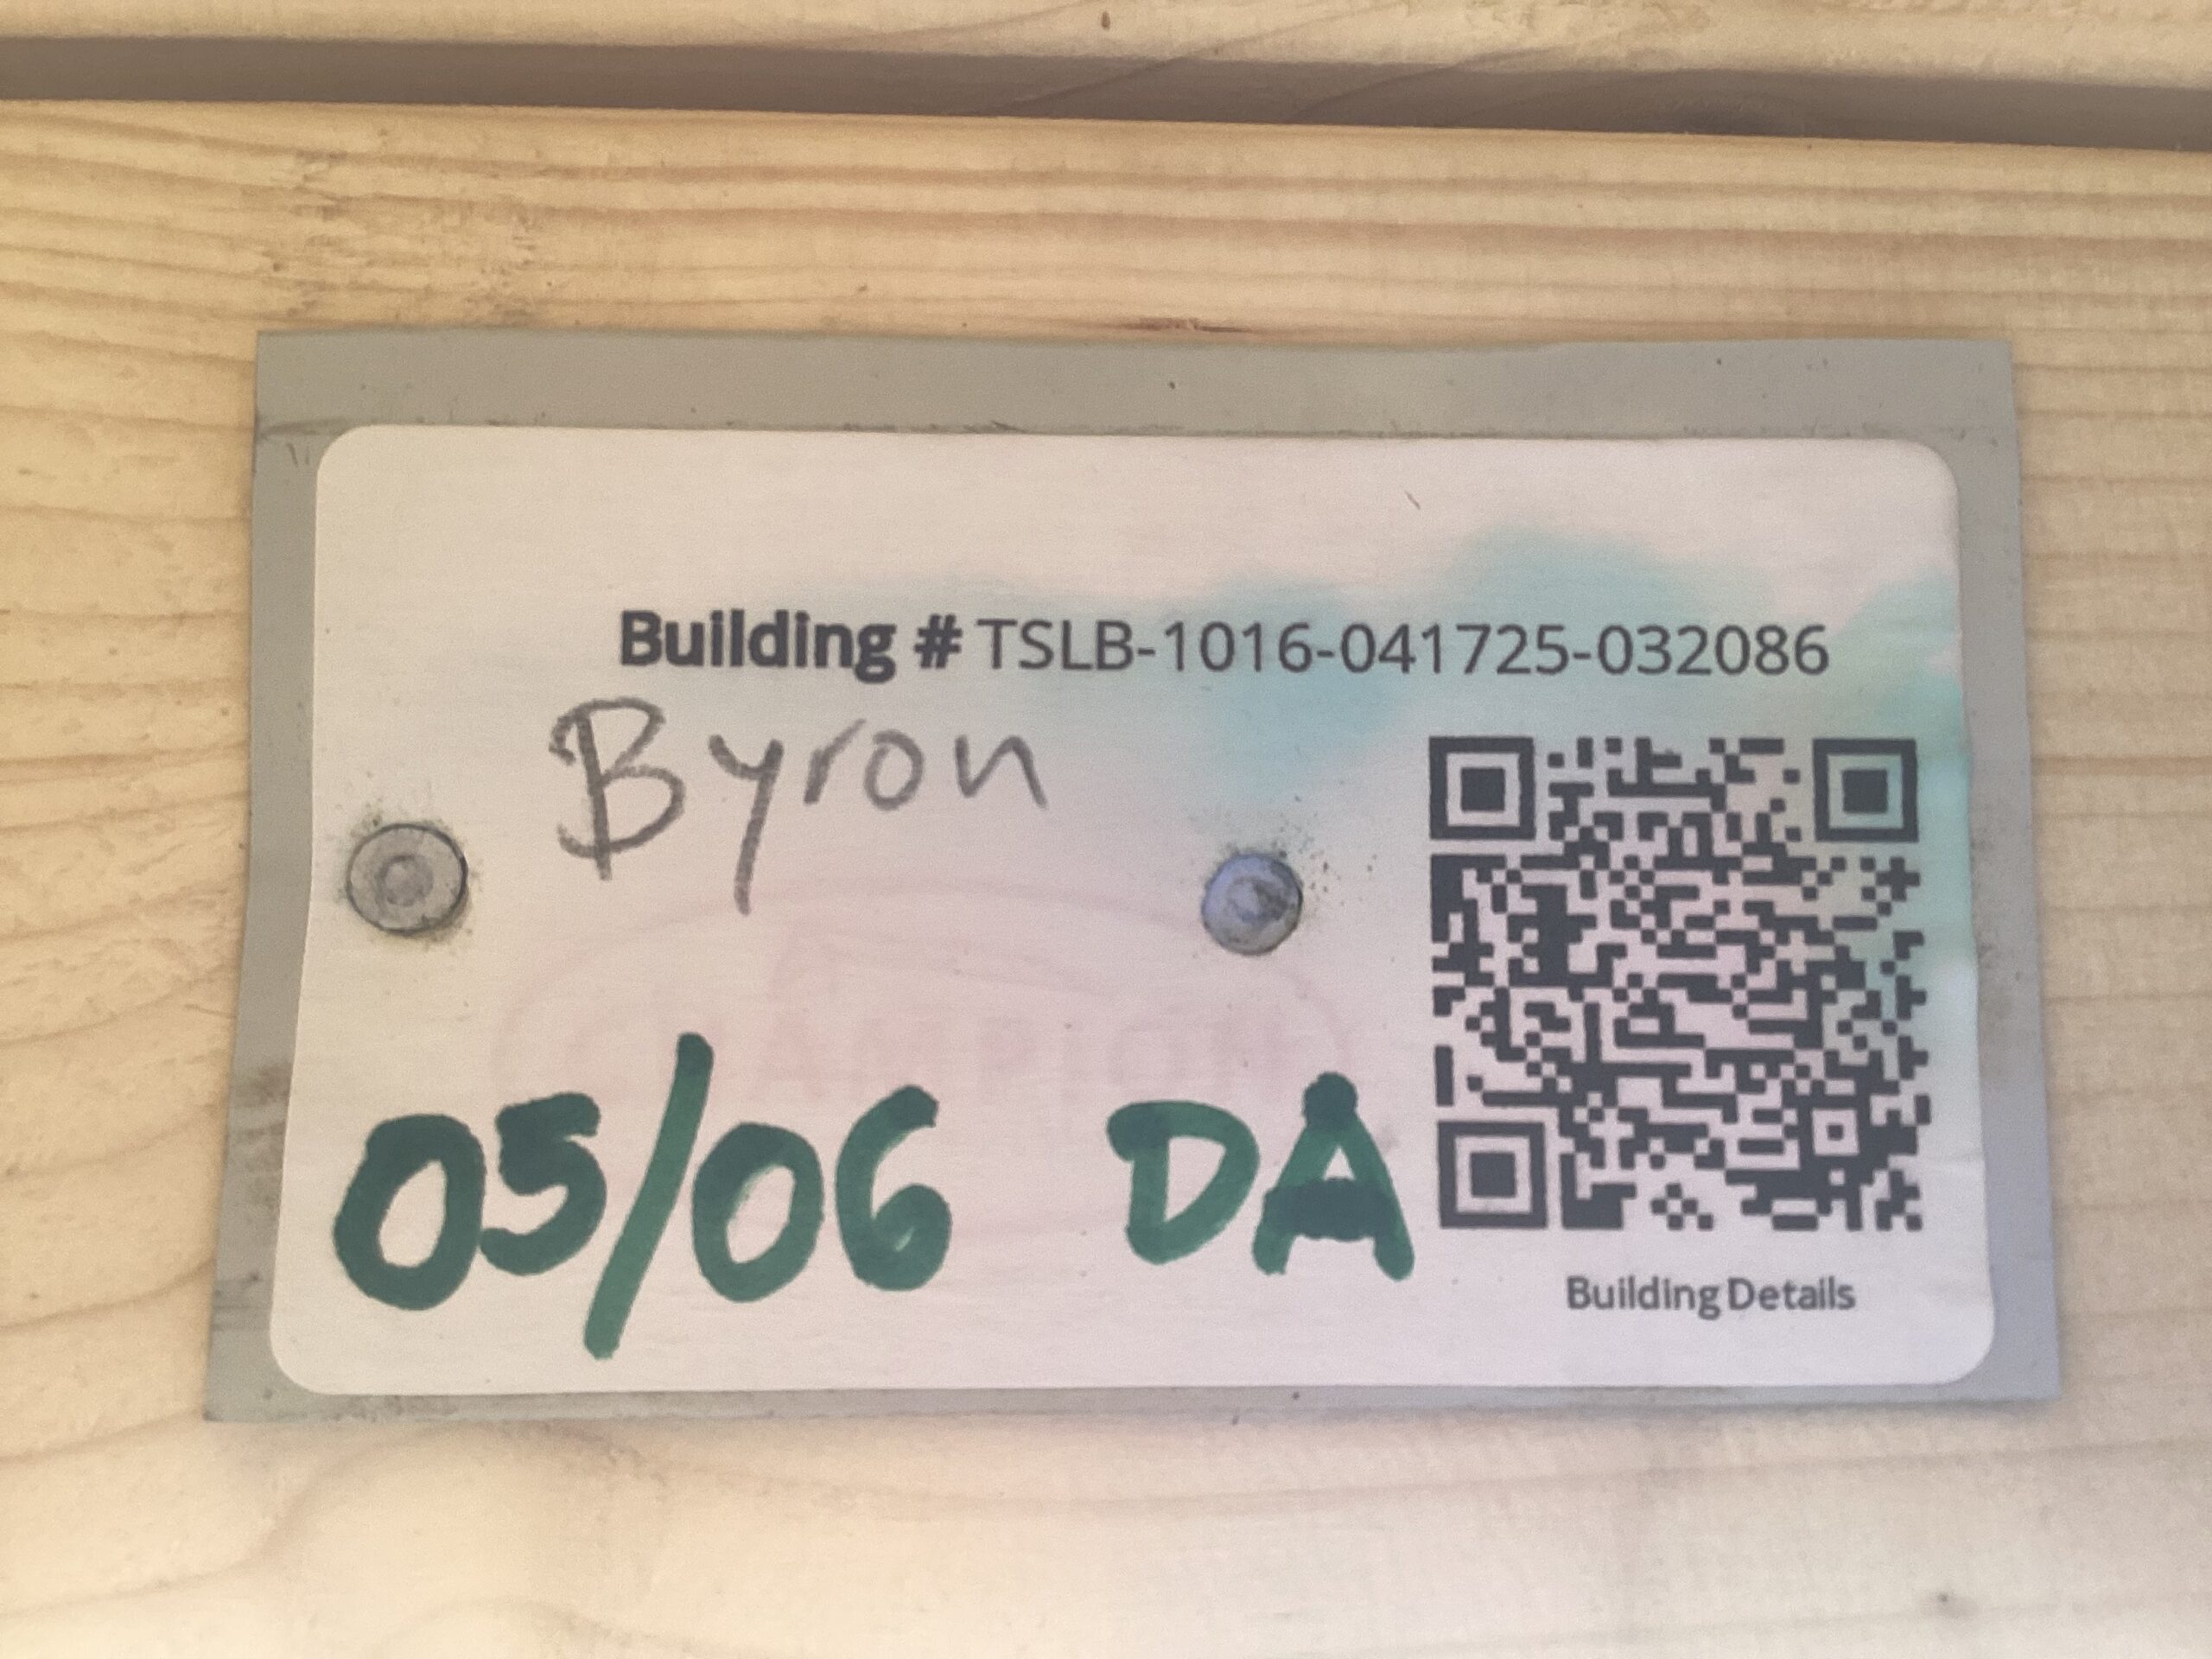 Building # TSLB-1016-041725-032086
Byron
05/06 DA
Building Details